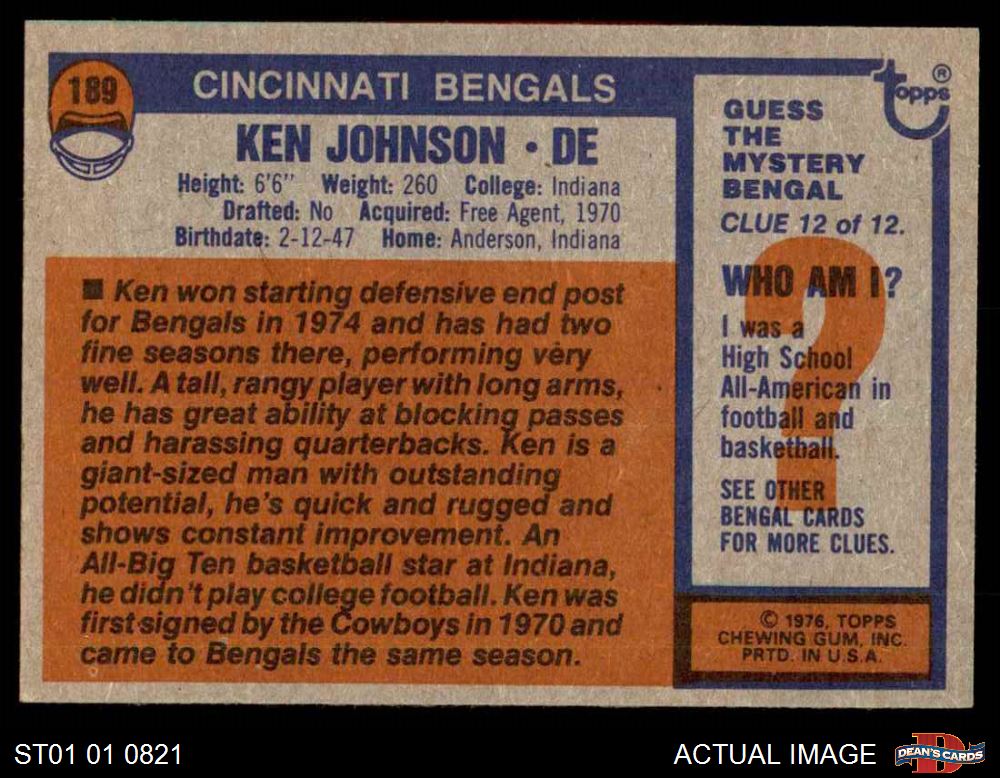 189
CINCINNATI BENGALS
KEN JOHNSON • DE
Height: 6'6" Weight: 260 College: Indiana
Drafted: No Acquired: Free Agent, 1970
Birthdate: 2-12-47 Home: Anderson, Indiana
■ Ken won starting defensive end post
for Bengals in 1974 and has had two
fine seasons there, performing very
well. A tall, rangy player with long arms,
he has great ability at blocking passes
and harassing quarterbacks. Ken is a
giant-sized man with outstanding
potential, he's quick and rugged and
shows constant improvement. An
All-Big Ten basketball star at Indiana,
he didn't play college football. Ken was
first signed by the Cowboys in 1970 and
came to Bengals the same season.
topps ®
GUESS
THE
MYSTERY
BENGAL
CLUE 12 of 12.
WHO AM I?
I was a
High School
All-American in
football and
basketball.
SEE OTHER
BENGAL CARDS
FOR MORE CLUES.
© 1976, TOPPS
CHEWING GUM, INC.
PRTD. IN U.S.A.
ST01 01 0821
ACTUAL IMAGE
DEAN'S CARDS